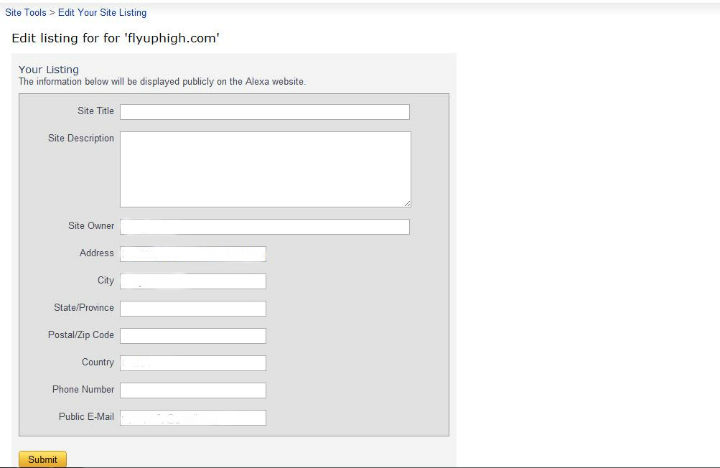 Site Tools > Edit Your Site Listing
Edit listing for for 'flyuphigh.com'
Your Listing
The information below will be displayed publicly on the Alexa website.
Site Title
Site Description
Site Owner
Address
City
State/Province
Postal/Zip Code
Country
Phone Number
Public E-Mail
Submit